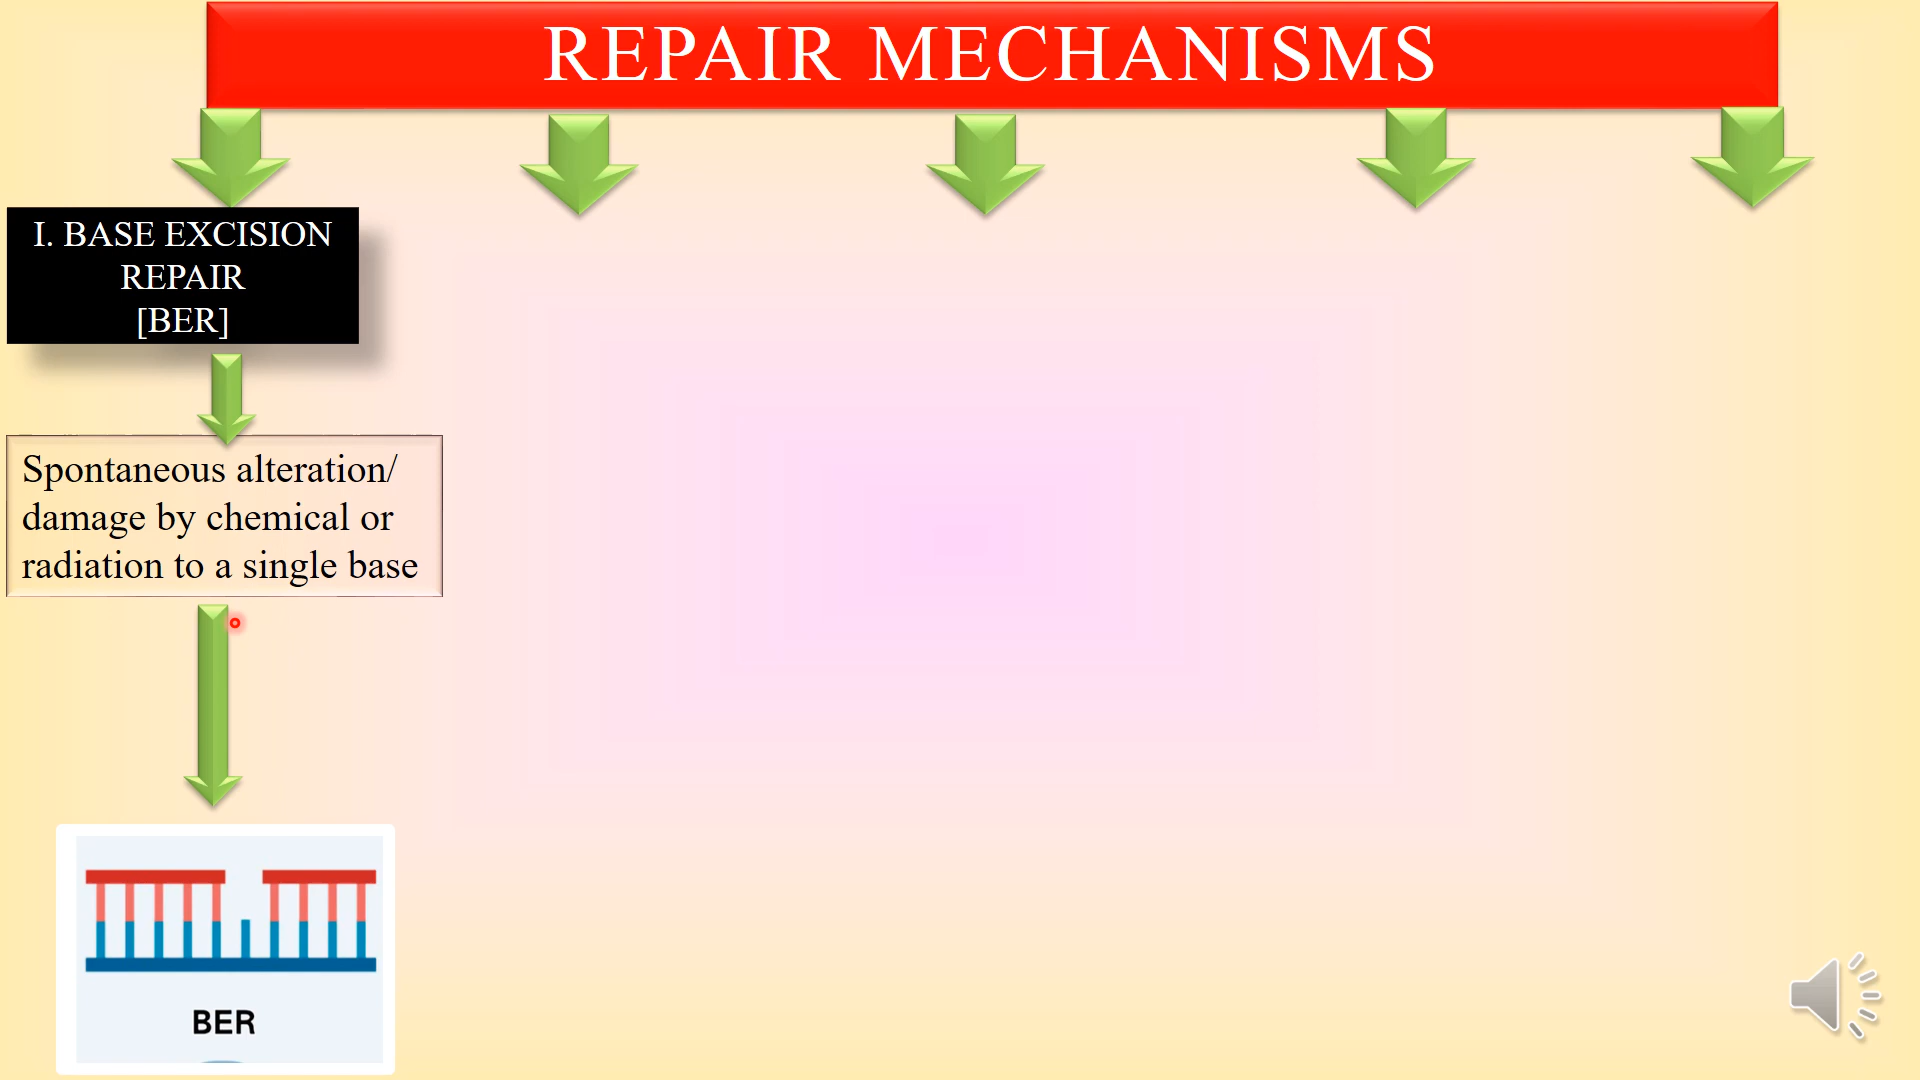 REPAIR MECHANISMS
I. BASE EXCISION
REPAIR
[BER]
Spontaneous alteration/
damage by chemical or
radiation to a single base
BER